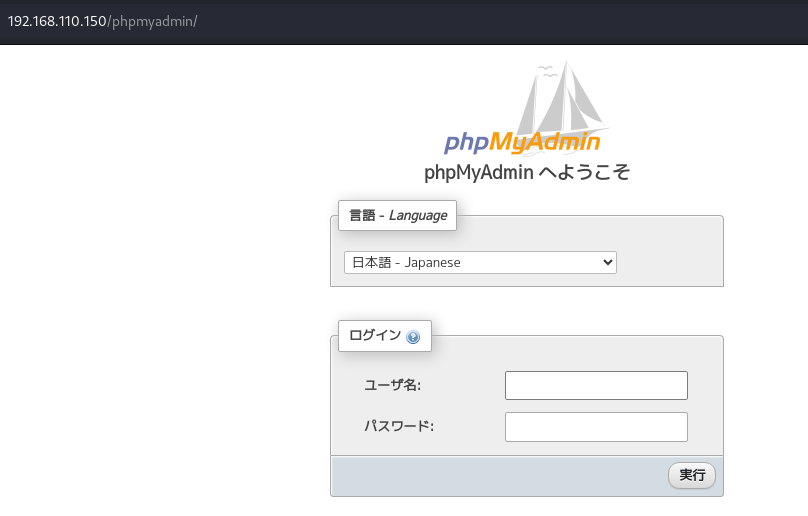 192.168.110.150/phpmyadmin/
phpMyAdmin
phpMyAdmin へようこそ
言語 - Language
日本語 - Japanese
ログイン ?
ユーザ名:
パスワード:
実行